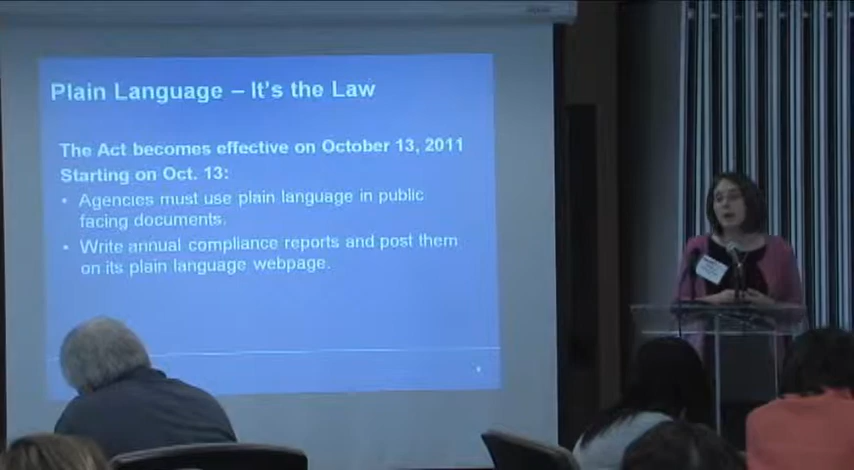 Plain Language – It's the Law
The Act becomes effective on October 13, 2011
Starting on Oct. 13:
• Agencies must use plain language in public
facing documents.
• Write annual compliance reports and post them
on its plain language webpage.